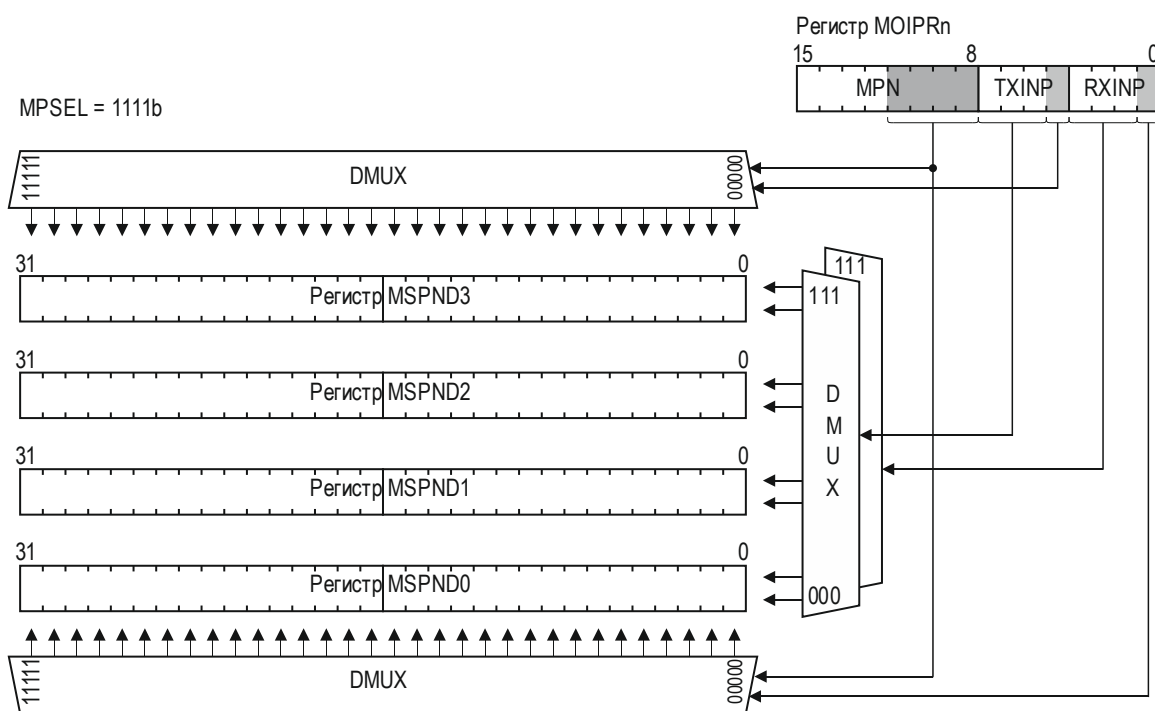 Регистр MOIPRn
15 8 0
MPN TXINP RXINP
MPSEL = 1111b
11111 DMUX 00000
31 0
Регистр MSPND3
31 0
Регистр MSPND2
31 0
Регистр MSPND1
31 0
Регистр MSPND0
111
111
D
M
U
X
000
11111 DMUX 00000